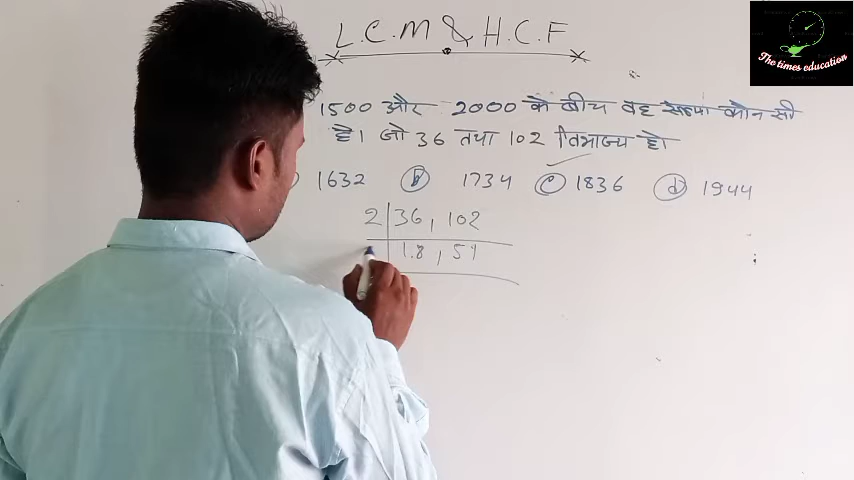 L.C.M & H.C.F
The times education
1500 और 2000 के बीच वह संख्या कौन सी
है। जो 36 तथा 102 विभाज्य हो
1632 (b) 1734 (c) 1836 (d) 1944
2 | 36, 102
18, 51